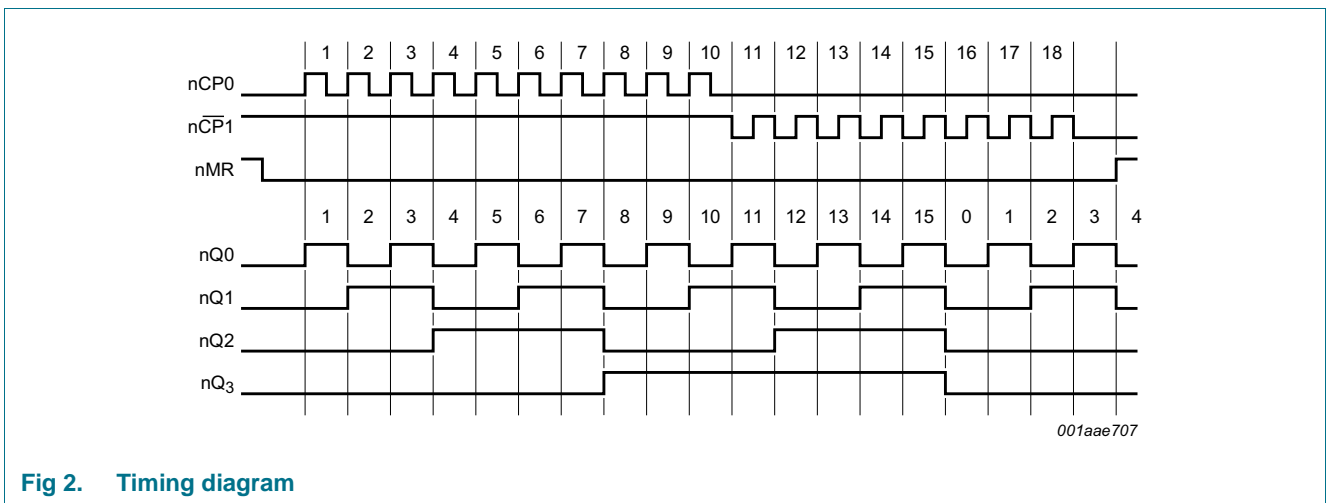 1 2 3 4 5 6 7 8 9 10 11 12 13 14 15 16 17 18
nCP0
nC̅P̅1
nMR
1 2 3 4 5 6 7 8 9 10 11 12 13 14 15 0 1 2 3 4
nQ0
nQ1
nQ2
nQ3
001aae707
Fig 2. Timing diagram